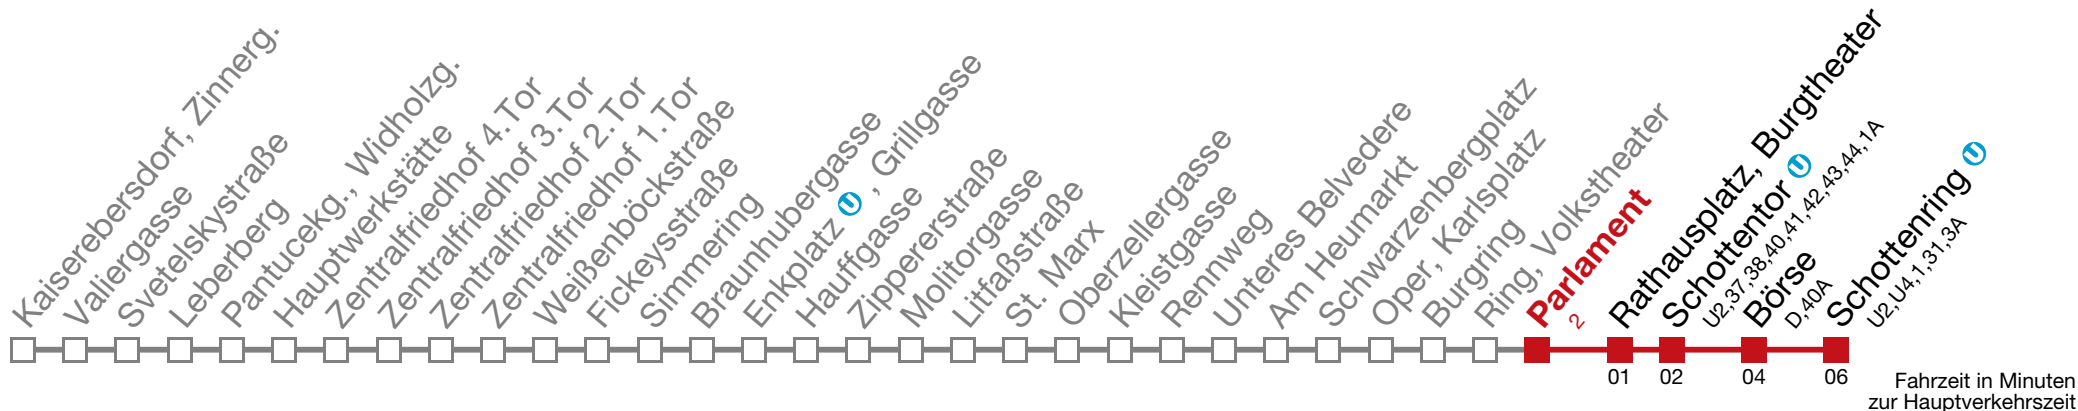 Kaiserebersdorf, Zinnerg.
Valiergasse
Svetelskystraße
Leberberg
Pantucekg., Widholzg.
Hauptwerkstätte
Zentralfriedhof 4.Tor
Zentralfriedhof 3.Tor
Zentralfriedhof 2.Tor
Zentralfriedhof 1.Tor
Weißenböckstraße
Fickeysstraße
Simmering
Braunhubergasse
Enkplatz U, Grillgasse
Hauffgasse
Zippererstraße
Molitorgasse
Litfaßstraße
St. Marx
Oberzellergasse
Kleistgasse
Rennweg
Unteres Belvedere
Am Heumarkt
Schwarzenbergplatz
Oper, Karlsplatz
Burgring
Ring, Volkstheater
Parlament
2
Rathausplatz, Burgtheater
Schottentor U
U2,37,38,40,41,42,43,44,1A
Börse
D,40A
Schottenring U
U2,U4,1,31,3A
01
02
04
06
Fahrzeit in Minuten
zur Hauptverkehrszeit